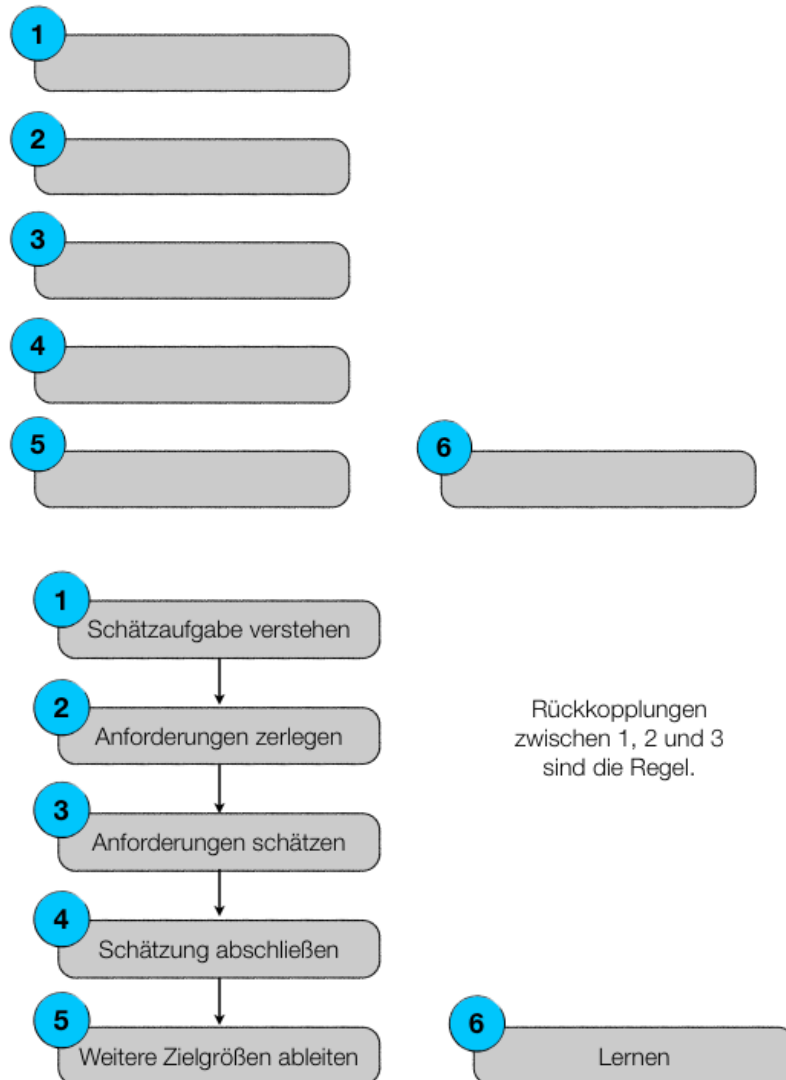 1
2
3
4
5
6
1
Schätzaufgabe verstehen
2
Anforderungen zerlegen
Rückkopplungen
zwischen 1, 2 und 3
sind die Regel.
3
Anforderungen schätzen
4
Schätzung abschließen
5
Weitere Zielgrößen ableiten
6
Lernen